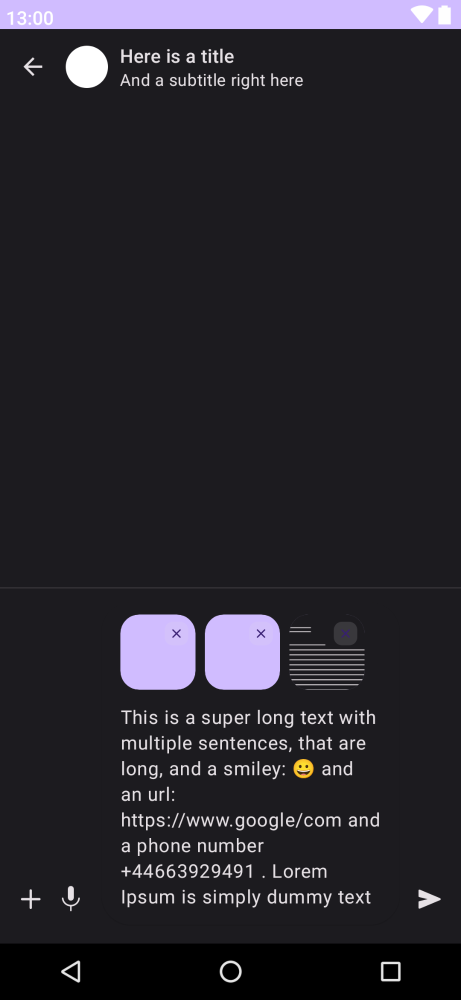 13:00
Here is a title
And a subtitle right here
This is a super long text with
multiple sentences, that are
long, and a smiley: 😀 and
an url:
https://www.google/com and
a phone number
+44663929491 . Lorem
Ipsum is simply dummy text